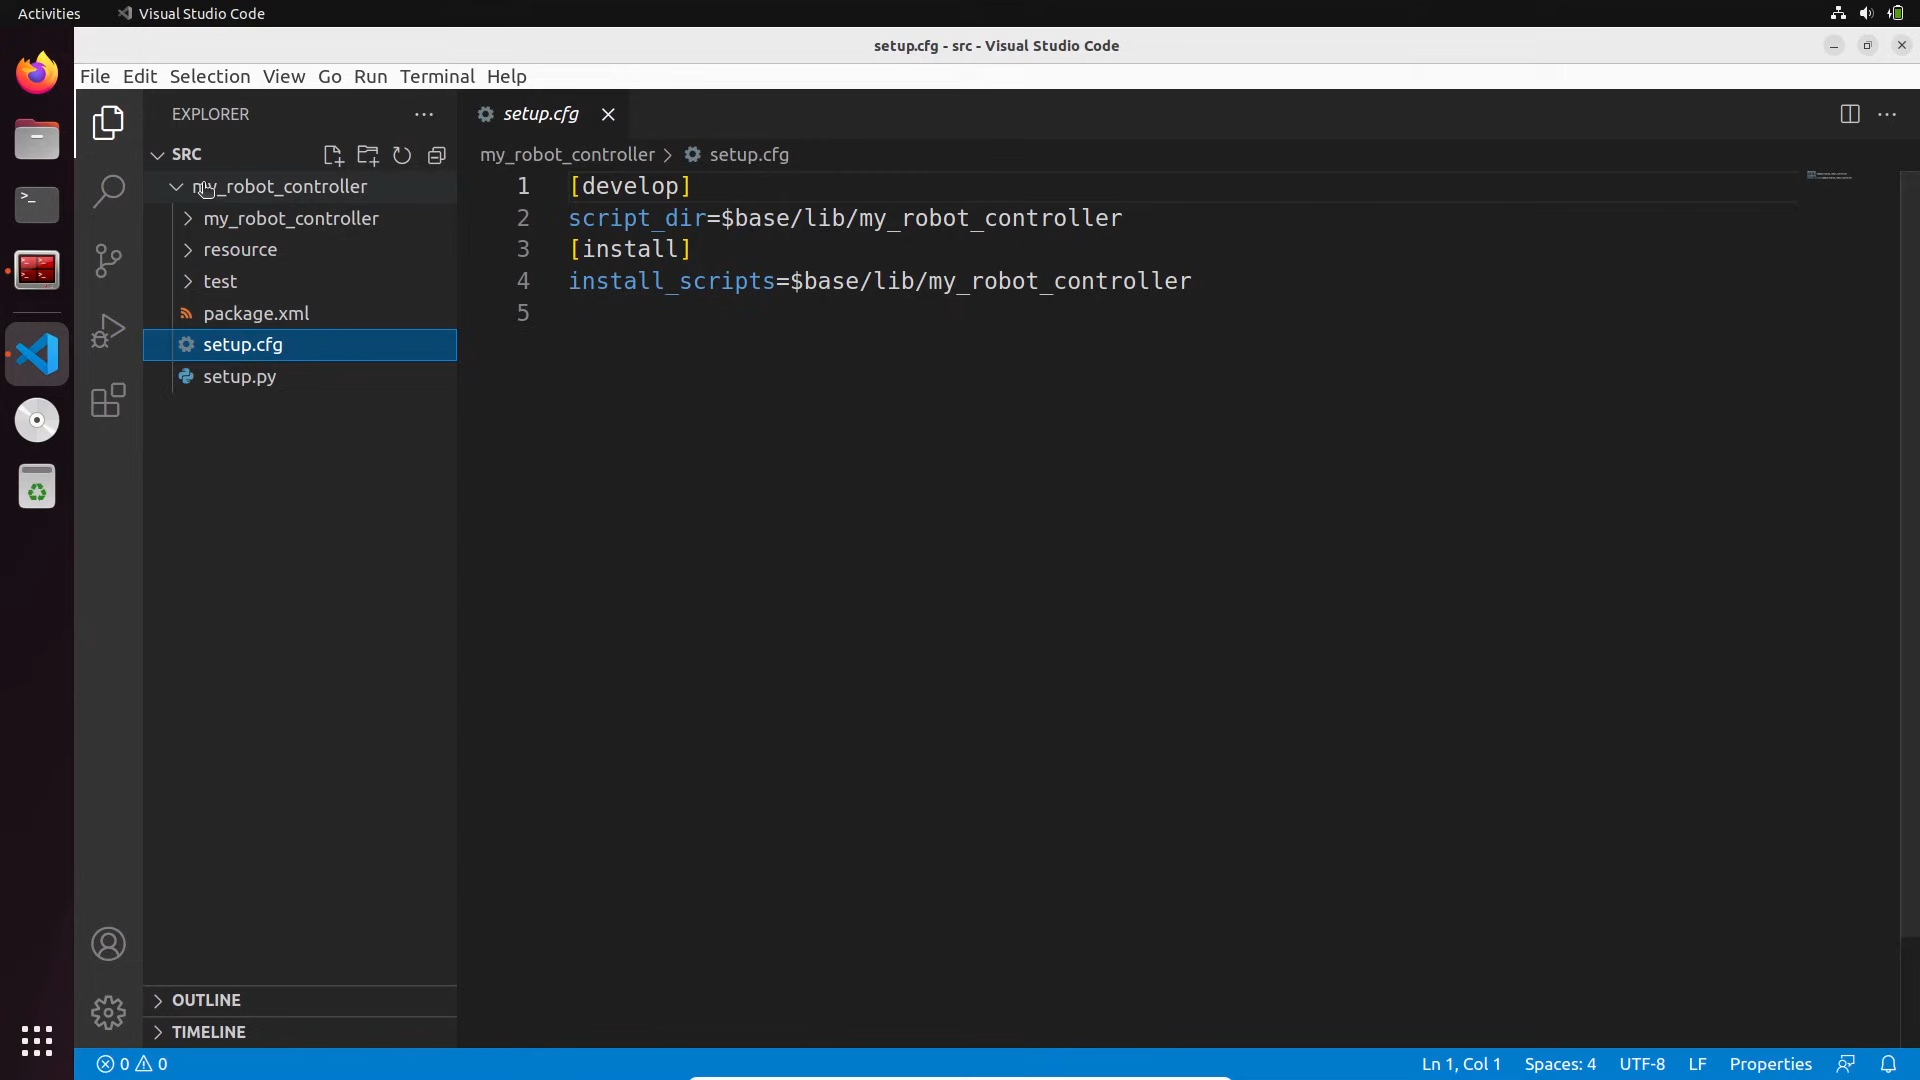 Activities Visual Studio Code
setup.cfg - src - Visual Studio Code
File Edit Selection View Go Run Terminal Help
EXPLORER
SRC
my_robot_controller
my_robot_controller
resource
test
package.xml
setup.cfg
setup.py
OUTLINE
TIMELINE
setup.cfg
my_robot_controller > setup.cfg
1 [develop]
2 script_dir=$base/lib/my_robot_controller
3 [install]
4 install_scripts=$base/lib/my_robot_controller
5
0 0 Ln 1, Col 1 Spaces: 4 UTF-8 LF Properties